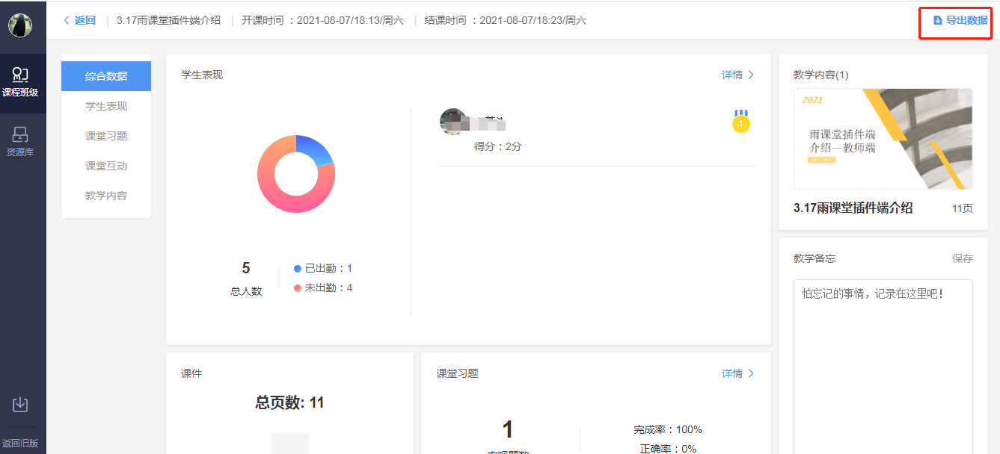 返回 3.17雨课堂插件端介绍 开课时间 ：2021-08-07/18:13/周六 结课时间 ：2021-08-07/18:23/周六 导出数据
课程班级
资源库
返回旧版
综合数据
学生表现
课堂习题
课堂互动
教学内容
学生表现 详情
5
总人数
已出勤：1
未出勤：4
得分：2分
1
课件
总页数: 11
课堂习题 详情
1
客观题数
完成率：100%
正确率：0%
教学内容(1)
2021
雨课堂插件端
介绍--教师端
3.17雨课堂插件端介绍 11页
教学备忘 保存
怕忘记的事情，记录在这里吧！